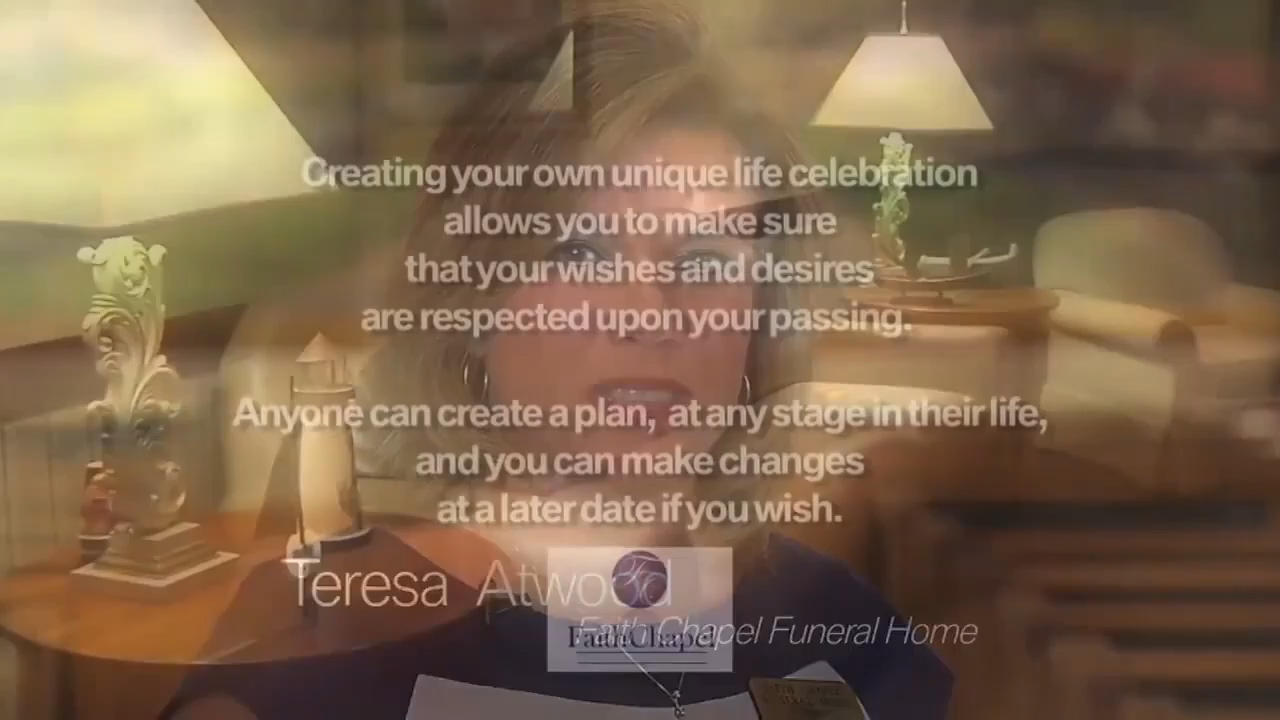 Creating your own unique life celebration
allows you to make sure
that your wishes and desires
are respected upon your passing.
Anyone can create a plan, at any stage in their life,
and you can make changes
at a later date if you wish.
Teresa Atwood
Faith Chapel Funeral Home
FaithChapel